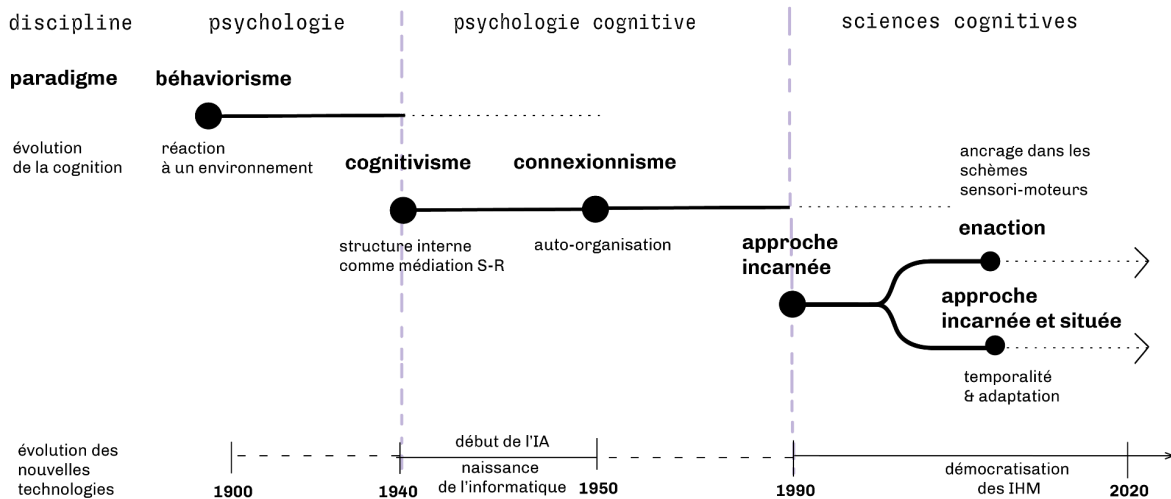 discipline
psychologie
psychologie cognitive
sciences cognitives
paradigme
béhaviorisme
évolution
de la cognition
réaction
à un environnement
cognitivisme
connexionnisme
ancrage dans les
schèmes
sensori-moteurs
structure interne
comme médiation S-R
auto-organisation
approche
incarnée
enaction
approche
incarnée et située
temporalité
& adaptation
évolution des
nouvelles
technologies
début de l'IA
naissance
de l'informatique
démocratisation
des IHM
1900
1940
1950
1990
2020